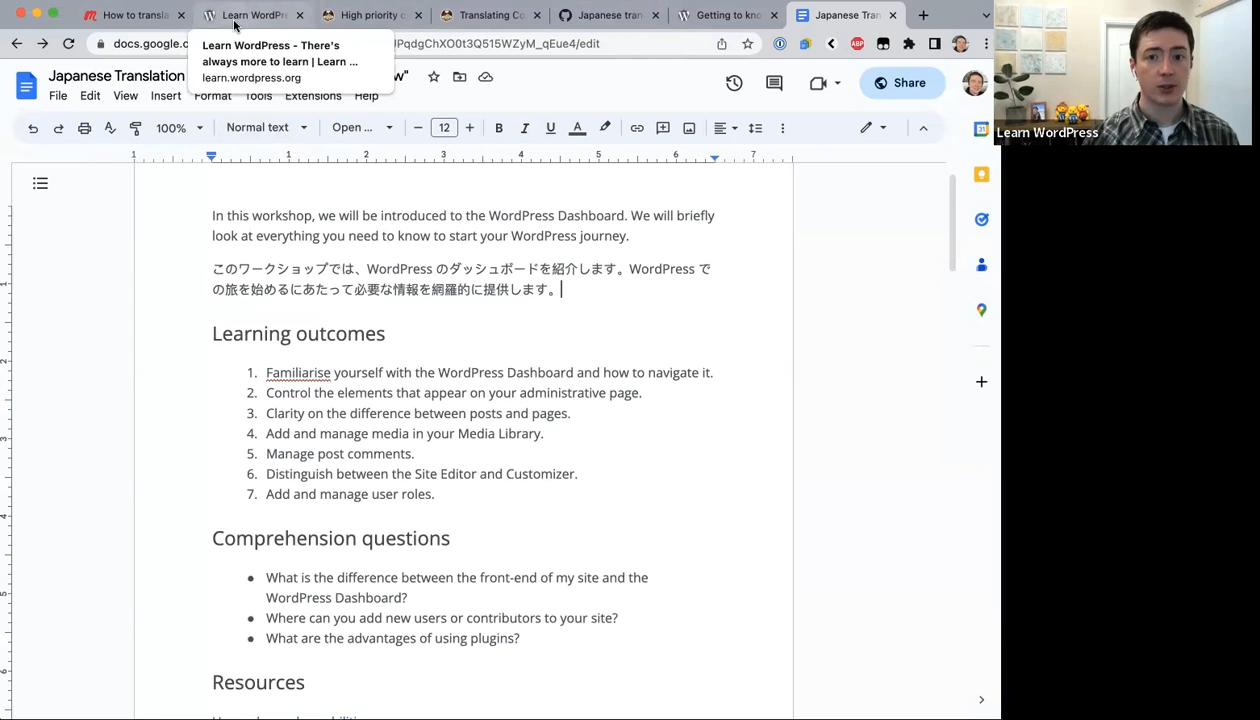 How to transla
Learn WordPre
High priority c
Translating Co
Japanese tran
Getting to kno
Japanese Tran
docs.google.c
JPqdgChXO0t3Q515WZyM_qEue4/edit
ABP
Learn WordPress - There's
always more to learn | Learn ...
learn.wordpress.org
Japanese Translation
w"
File Edit View Insert Format Tools Extensions Help
Share
100% Normal text Open ... 12 B I U A
31
Learn WordPress
1 1 2 3 4 5 6 7
In this workshop, we will be introduced to the WordPress Dashboard. We will briefly
look at everything you need to know to start your WordPress journey.
このワークショップでは、WordPress のダッシュボードを紹介します。WordPress で
の旅を始めるにあたって必要な情報を網羅的に提供します。
Learning outcomes
1. Familiarise yourself with the WordPress Dashboard and how to navigate it.
2. Control the elements that appear on your administrative page.
3. Clarity on the difference between posts and pages.
4. Add and manage media in your Media Library.
5. Manage post comments.
6. Distinguish between the Site Editor and Customizer.
7. Add and manage user roles.
Comprehension questions
● What is the difference between the front-end of my site and the
WordPress Dashboard?
● Where can you add new users or contributors to your site?
● What are the advantages of using plugins?
Resources